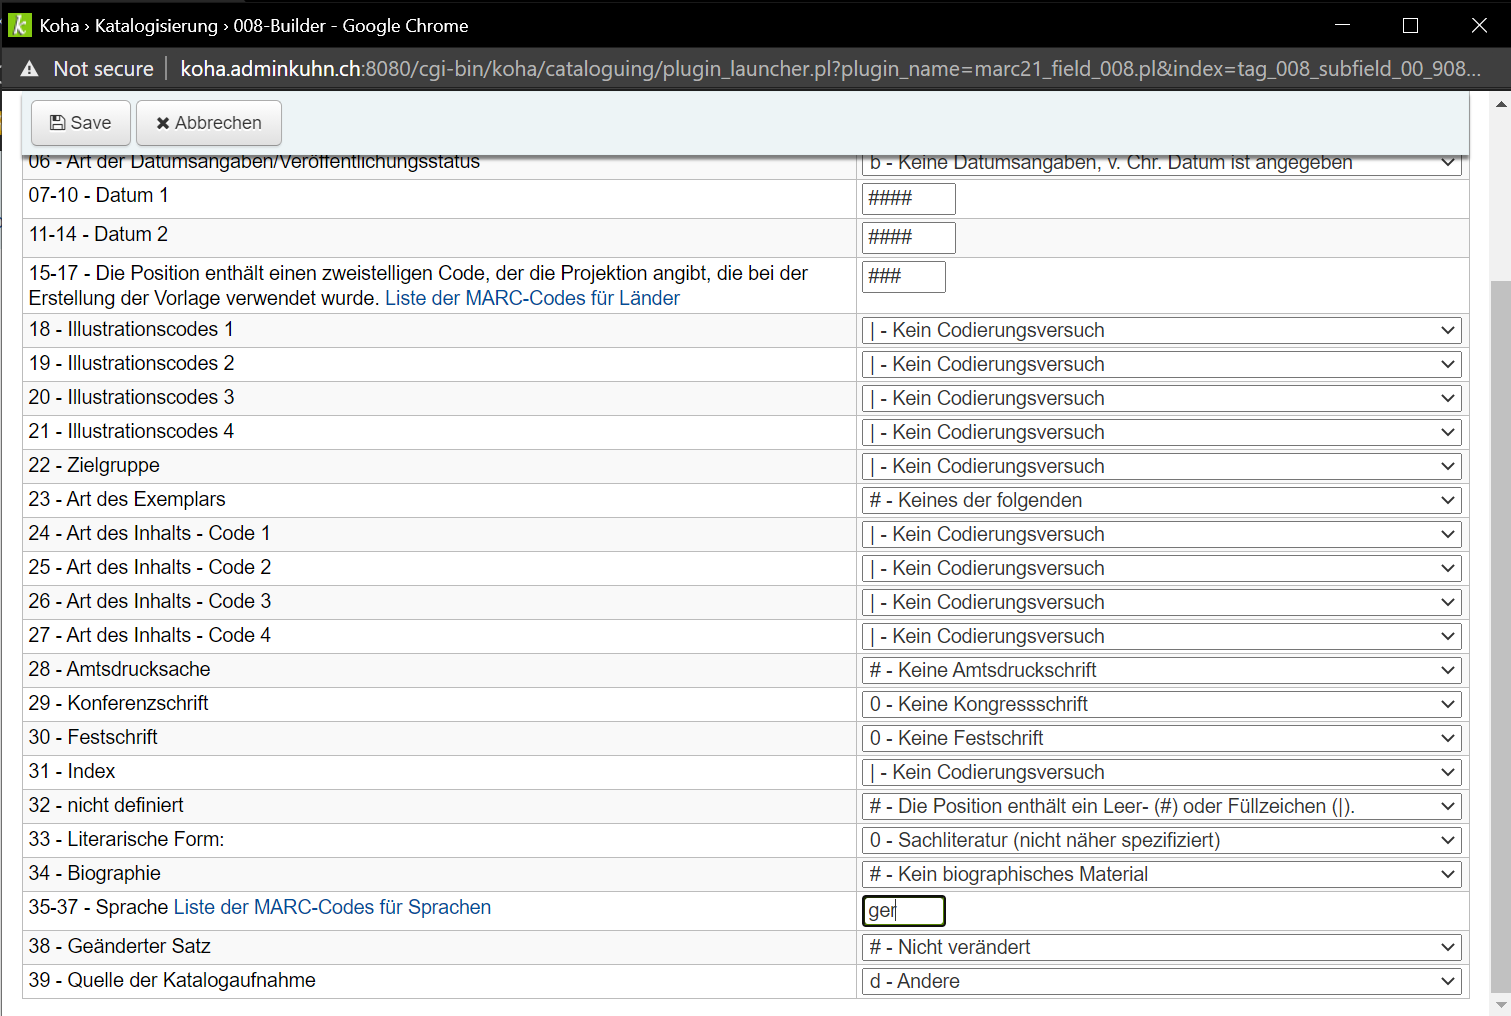 Koha › Katalogisierung › 008-Builder - Google Chrome
Not secure koha.adminkuhn.ch:8080/cgi-bin/koha/cataloguing/plugin_launcher.pl?plugin_name=marc21_field_008.pl&index=tag_008_subfield_00_908...
Save Abbrechen
06 - Art der Datumsangaben/Veröffentlichungsstatus b - Keine Datumsangaben, v. Chr. Datum ist angegeben
07-10 - Datum 1 ####
11-14 - Datum 2 ####
15-17 - Die Position enthält einen zweistelligen Code, der die Projektion angibt, die bei der ###
Erstellung der Vorlage verwendet wurde. Liste der MARC-Codes für Länder
18 - Illustrationscodes 1 | - Kein Codierungsversuch
19 - Illustrationscodes 2 | - Kein Codierungsversuch
20 - Illustrationscodes 3 | - Kein Codierungsversuch
21 - Illustrationscodes 4 | - Kein Codierungsversuch
22 - Zielgruppe | - Kein Codierungsversuch
23 - Art des Exemplars # - Keines der folgenden
24 - Art des Inhalts - Code 1 | - Kein Codierungsversuch
25 - Art des Inhalts - Code 2 | - Kein Codierungsversuch
26 - Art des Inhalts - Code 3 | - Kein Codierungsversuch
27 - Art des Inhalts - Code 4 | - Kein Codierungsversuch
28 - Amtsdrucksache # - Keine Amtsdruckschrift
29 - Konferenzschrift 0 - Keine Kongressschrift
30 - Festschrift 0 - Keine Festschrift
31 - Index | - Kein Codierungsversuch
32 - nicht definiert # - Die Position enthält ein Leer- (#) oder Füllzeichen (|).
33 - Literarische Form: 0 - Sachliteratur (nicht näher spezifiziert)
34 - Biographie # - Kein biographisches Material
35-37 - Sprache Liste der MARC-Codes für Sprachen ger
38 - Geänderter Satz # - Nicht verändert
39 - Quelle der Katalogaufnahme d - Andere